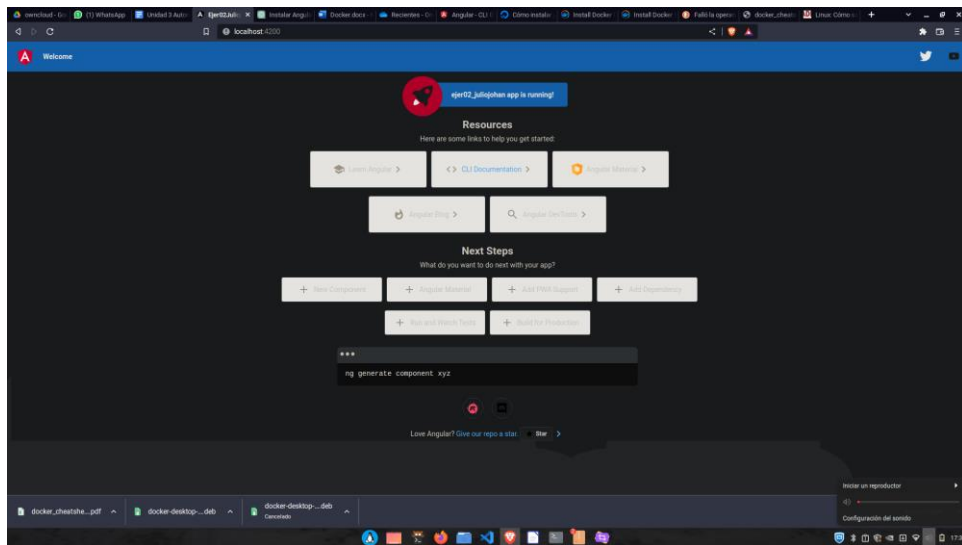 owncloud - Go
(1) WhatsApp
Unidad 3 Auto
Ejer02Julio
Instalar Angul
Docker.docx -
Recientes - On
Angular - CLI
Cómo instalar
Install Docker
Install Docker
Falló la operac
docker_cheats
Linux: Cómo
localhost:4200
Welcome
ejer02_juliojohan app is running!
Resources
Here are some links to help you get started:
Learn Angular
CLI Documentation
Angular Material
Angular Blog
Angular DevTools
Next Steps
What do you want to do next with your app?
New Component
Angular Material
Add PWA Support
Add Dependency
Run and Watch Tests
Build for Production
ng generate component xyz
Love Angular? Give our repo a star.
Star
Iniciar un reproductor
Configuración del sonido
docker_cheatshe....pdf
docker-desktop-....deb
docker-desktop-....deb
Cancelado